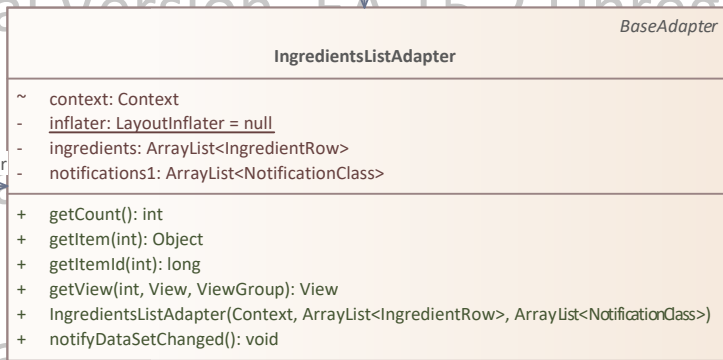 BaseAdapter
IngredientsListAdapter
~ context: Context
- inflater: LayoutInflater = null
- ingredients: ArrayList<IngredientRow>
- notifications1: ArrayList<NotificationClass>
+ getCount(): int
+ getItem(int): Object
+ getItemId(int): long
+ getView(int, View, ViewGroup): View
+ IngredientsListAdapter(Context, ArrayList<IngredientRow>, ArrayList<NotificationClass>)
+ notifyDataSetChanged(): void